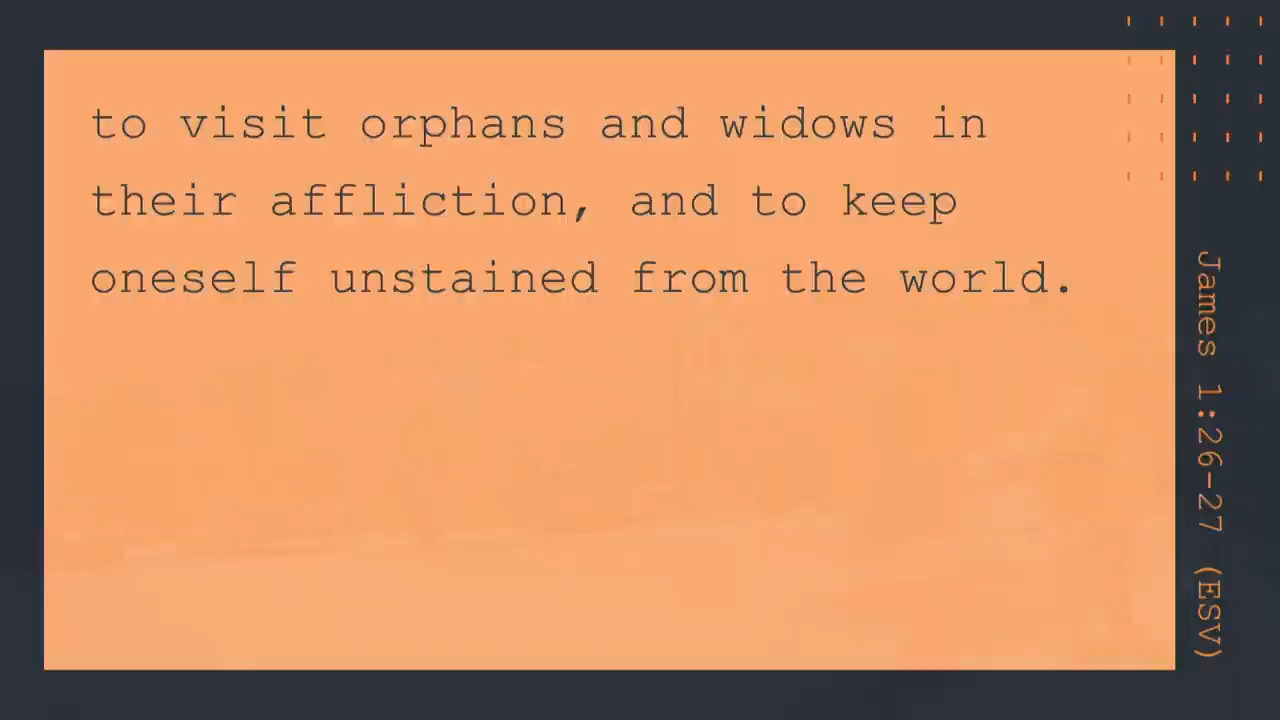 to visit orphans and widows in
their affliction, and to keep
oneself unstained from the world.
James 1:26-27 (ESV)